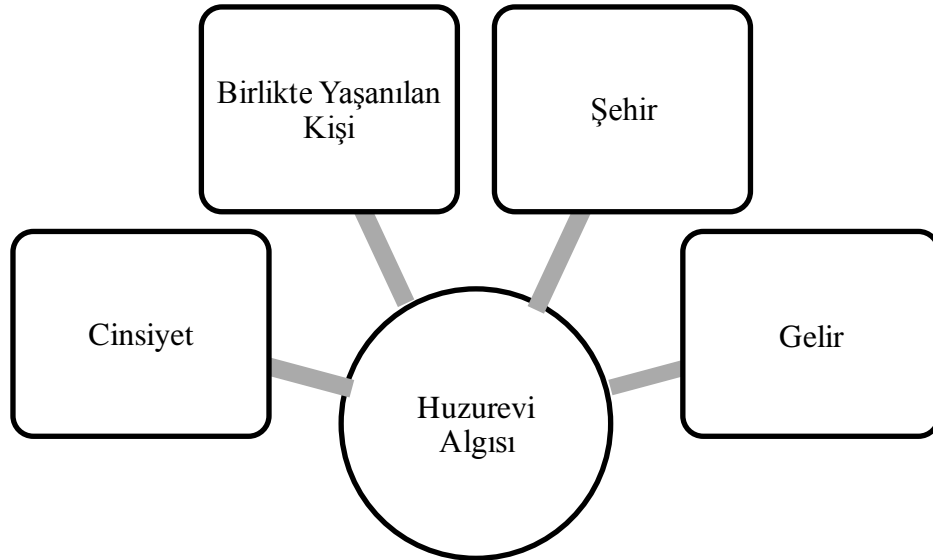 Birlikte Yaşanılan
Kişi
Şehir
Cinsiyet
Gelir
Huzurevi
Algısı